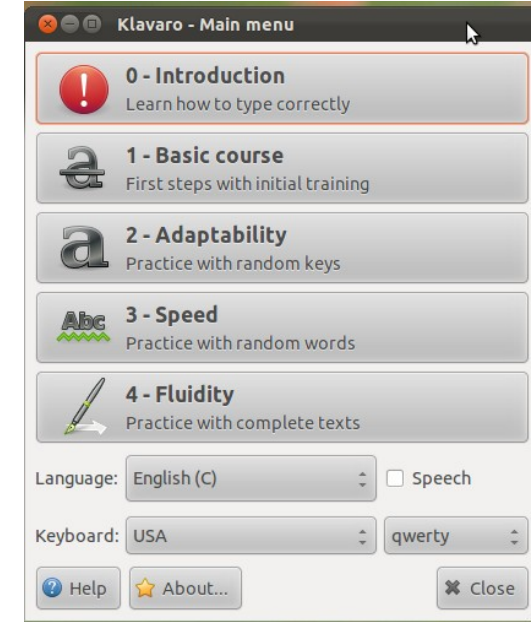 Klavaro - Main menu
0 - Introduction
Learn how to type correctly
1 - Basic course
First steps with initial training
2 - Adaptability
Practice with random keys
Abc
3 - Speed
Practice with random words
4 - Fluidity
Practice with complete texts
Language: English (C) Speech
Keyboard: USA qwerty
Help About... Close